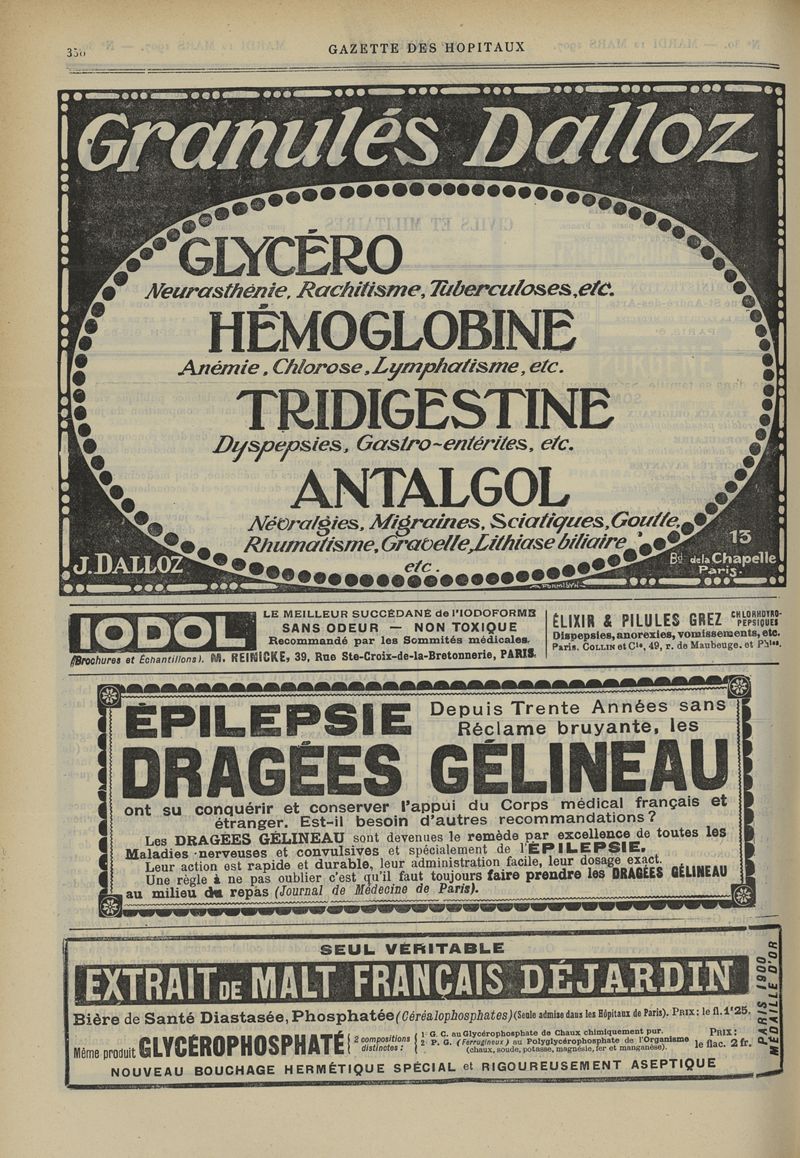 350
GAZETTE DES HOPITAUX
Granulés Dalloz
GLYCÉRO
Neurasthénie, Rachitisme, Tuberculoses, etc.
HÉMOGLOBINE
Anémie, Chlorose, Lymphatisme, etc.
TRIDIGESTINE
Dyspepsies, Gastro-entérites, etc.
ANTALGOL
Névralgies, Migraines, Sciatiques, Goutte,
Rhumatisme, Gravelle, Lithiase biliaire
etc.
J. DALLOZ
13
Bd de la Chapelle
Paris.
IODOL
LE MEILLEUR SUCCÉDANÉ de l'IODOFORME
SANS ODEUR — NON TOXIQUE
Recommandé par les Sommités médicales.
(Brochures et Échantillons). M. REINICKE, 39, Rue Ste-Croix-de-la-Bretonnerie, PARIS.
ÉLIXIR & PILULES GREZ CHLORHYDRO-PEPSIQUES
Dispepsies, anorexies, vomissements, etc.
Paris. COLLIN et Cie, 49, r. de Maubeuge. et Phies.
ÉPILEPSIE
Depuis Trente Années sans
Réclame bruyante, les
DRAGÉES GÉLINEAU
ont su conquérir et conserver l'appui du Corps médical français et
étranger. Est-il besoin d'autres recommandations?
Les DRAGÉES GÉLINEAU sont devenues le remède par excellence de toutes les
Maladies nerveuses et convulsives et spécialement de l'ÉPILEPSIE.
Leur action est rapide et durable, leur administration facile, leur dosage exact.
Une règle à ne pas oublier c'est qu'il faut toujours faire prendre les DRAGÉES GÉLINEAU
au milieu du repas (Journal de Médecine de Paris).
SEUL VÉRITABLE
EXTRAIT DE MALT FRANÇAIS DÉJARDIN
Bière de Santé Diastasée, Phosphatée (Céréalophosphates) (Seule admise dans les Hôpitaux de Paris). PRIX: le fl. 1f25.
Même produit GLYCÉROPHOSPHATÉ
2 compositions
distinctes:
1º G. C. au Glycérophosphate de Chaux chimiquement pur.
2º P. G. (Ferrugineux) au Polyglycérophosphate de l'Organisme
(chaux, soude, potasse, magnésie, fer et manganèse).
PRIX:
le flac. 2 fr.
NOUVEAU BOUCHAGE HERMÉTIQUE SPÉCIAL et RIGOUREUSEMENT ASEPTIQUE
PARIS 1900
MÉDAILLE D'OR